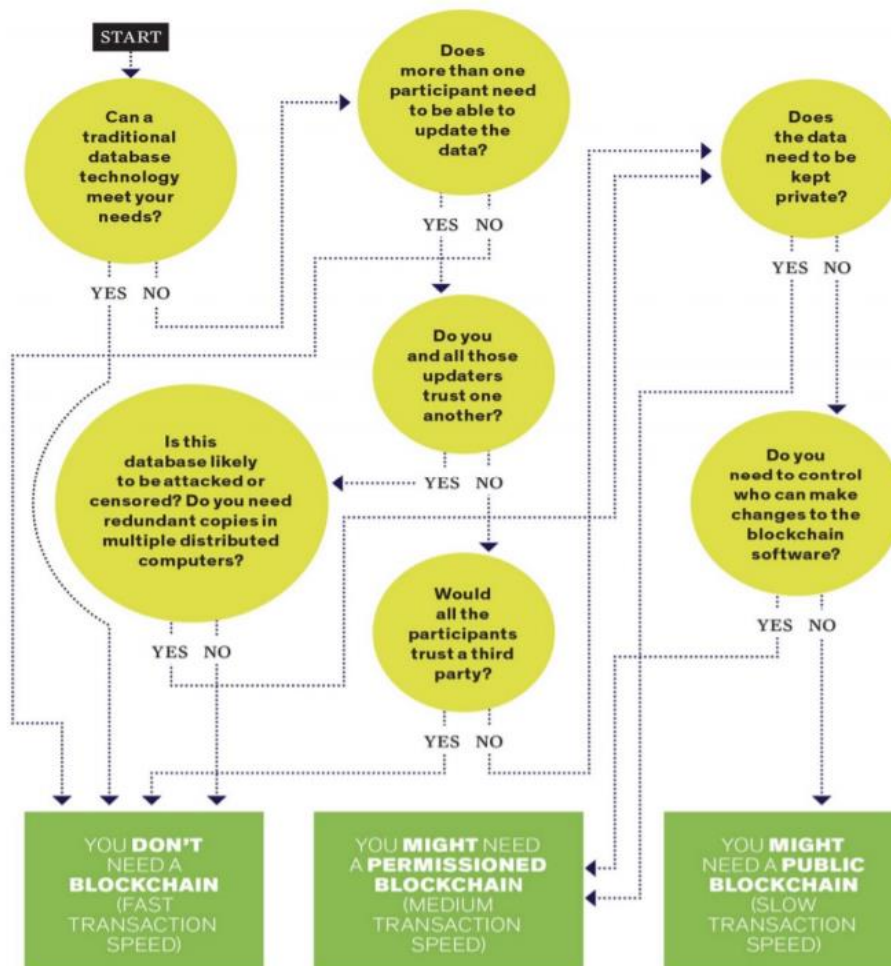 START
Can a
traditional
database
technology
meet your
needs?
YES NO
Does
more than one
participant need
to be able to
update the
data?
YES NO
Does
the data
need to be
kept
private?
YES NO
Do you
and all those
updaters
trust one
another?
YES NO
Is this
database likely
to be attacked or
censored? Do you need
redundant copies in
multiple distributed
computers?
YES NO
Do you
need to control
who can make
changes to the
blockchain
software?
YES NO
Would
all the
participants
trust a third
party?
YES NO
YOU DON'T
NEED A
BLOCKCHAIN
(FAST
TRANSACTION
SPEED)
YOU MIGHT NEED
A PERMISSIONED
BLOCKCHAIN
(MEDIUM
TRANSACTION
SPEED)
YOU MIGHT
NEED A PUBLIC
BLOCKCHAIN
(SLOW
TRANSACTION
SPEED)